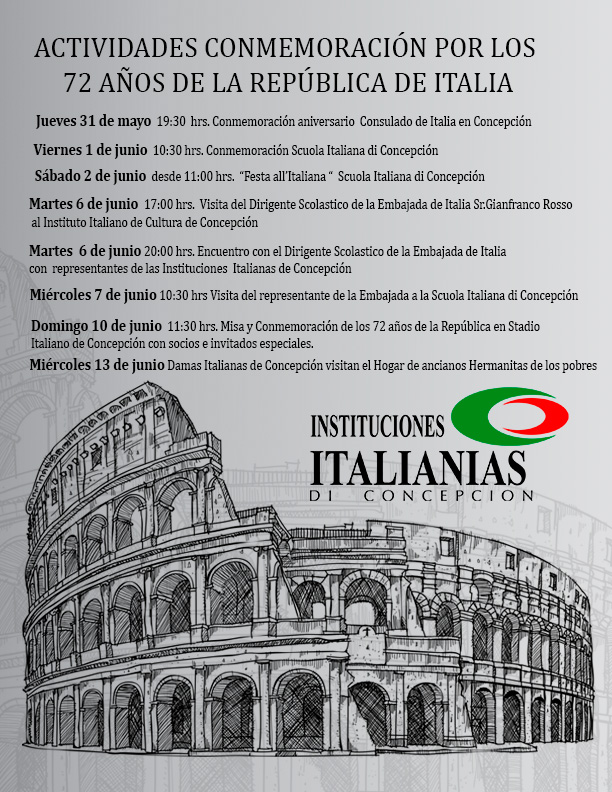 ACTIVIDADES CONMEMORACIÓN POR LOS
72 AÑOS DE LA REPÚBLICA DE ITALIA
Jueves 31 de mayo 19:30 hrs. Conmemoración aniversario Consulado de Italia en Concepción
Viernes 1 de junio 10:30 hrs. Conmemoración Scuola Italiana di Concepción
Sábado 2 de junio desde 11:00 hrs. "Festa all'Italiana " Scuola Italiana di Concepción
Martes 6 de junio 17:00 hrs. Visita del Dirigente Scolastico de la Embajada de Italia Sr.Gianfranco Rosso
al Instituto Italiano de Cultura de Concepción
Martes 6 de junio 20:00 hrs. Encuentro con el Dirigente Scolastico de la Embajada de Italia
con representantes de las Instituciones Italianas de Concepción
Miércoles 7 de junio 10:30 hrs Visita del representante de la Embajada a la Scuola Italiana di Concepción
Domingo 10 de junio 11:30 hrs. Misa y Conmemoración de los 72 años de la República en Stadio
Italiano de Concepción con socios e invitados especiales.
Miércoles 13 de junio Damas Italianas de Concepción visitan el Hogar de ancianos Hermanitas de los pobres
INSTITUCIONES
ITALIANIAS
DI CONCEPCION